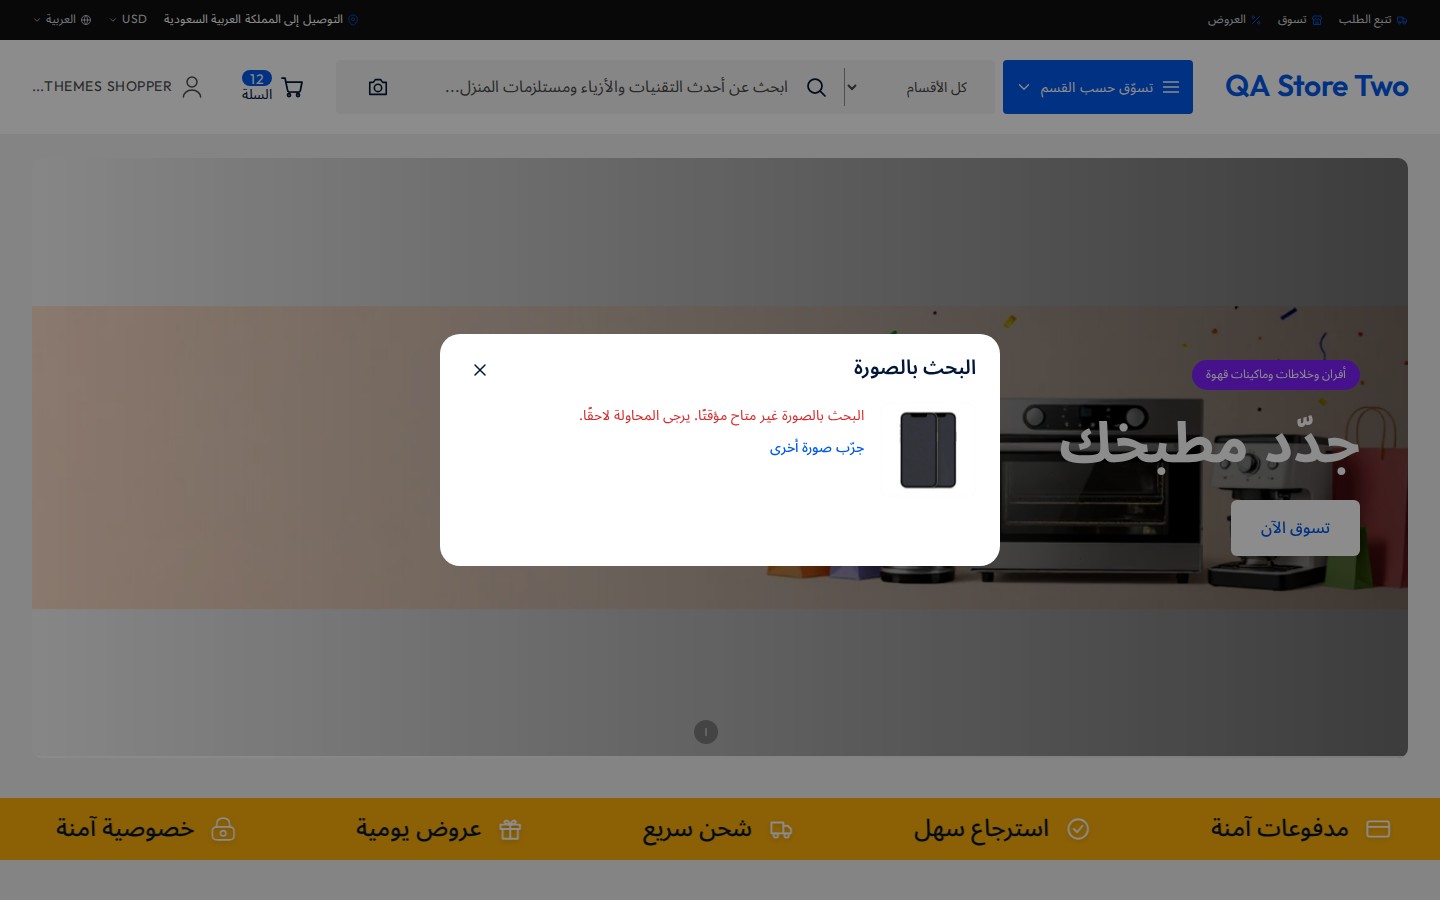 تتبع الطلب
تسوق
العروض
التوصيل إلى المملكة العربية السعودية
USD
العربية
QA Store Two
تسوّق حسب القسم
كل الأقسام
ابحث عن أحدث التقنيات والأزياء ومستلزمات المنزل...
12
السلة
THEMES SHOPPER...
البحث بالصورة
البحث بالصورة غير متاح مؤقتًا. يرجى المحاولة لاحقًا.
جرّب صورة أخرى
أفران وخلاطات وماكينات قهوة
جدّد مطبخك
تسوق الآن
مدفوعات آمنة
استرجاع سهل
شحن سريع
عروض يومية
خصوصية آمنة